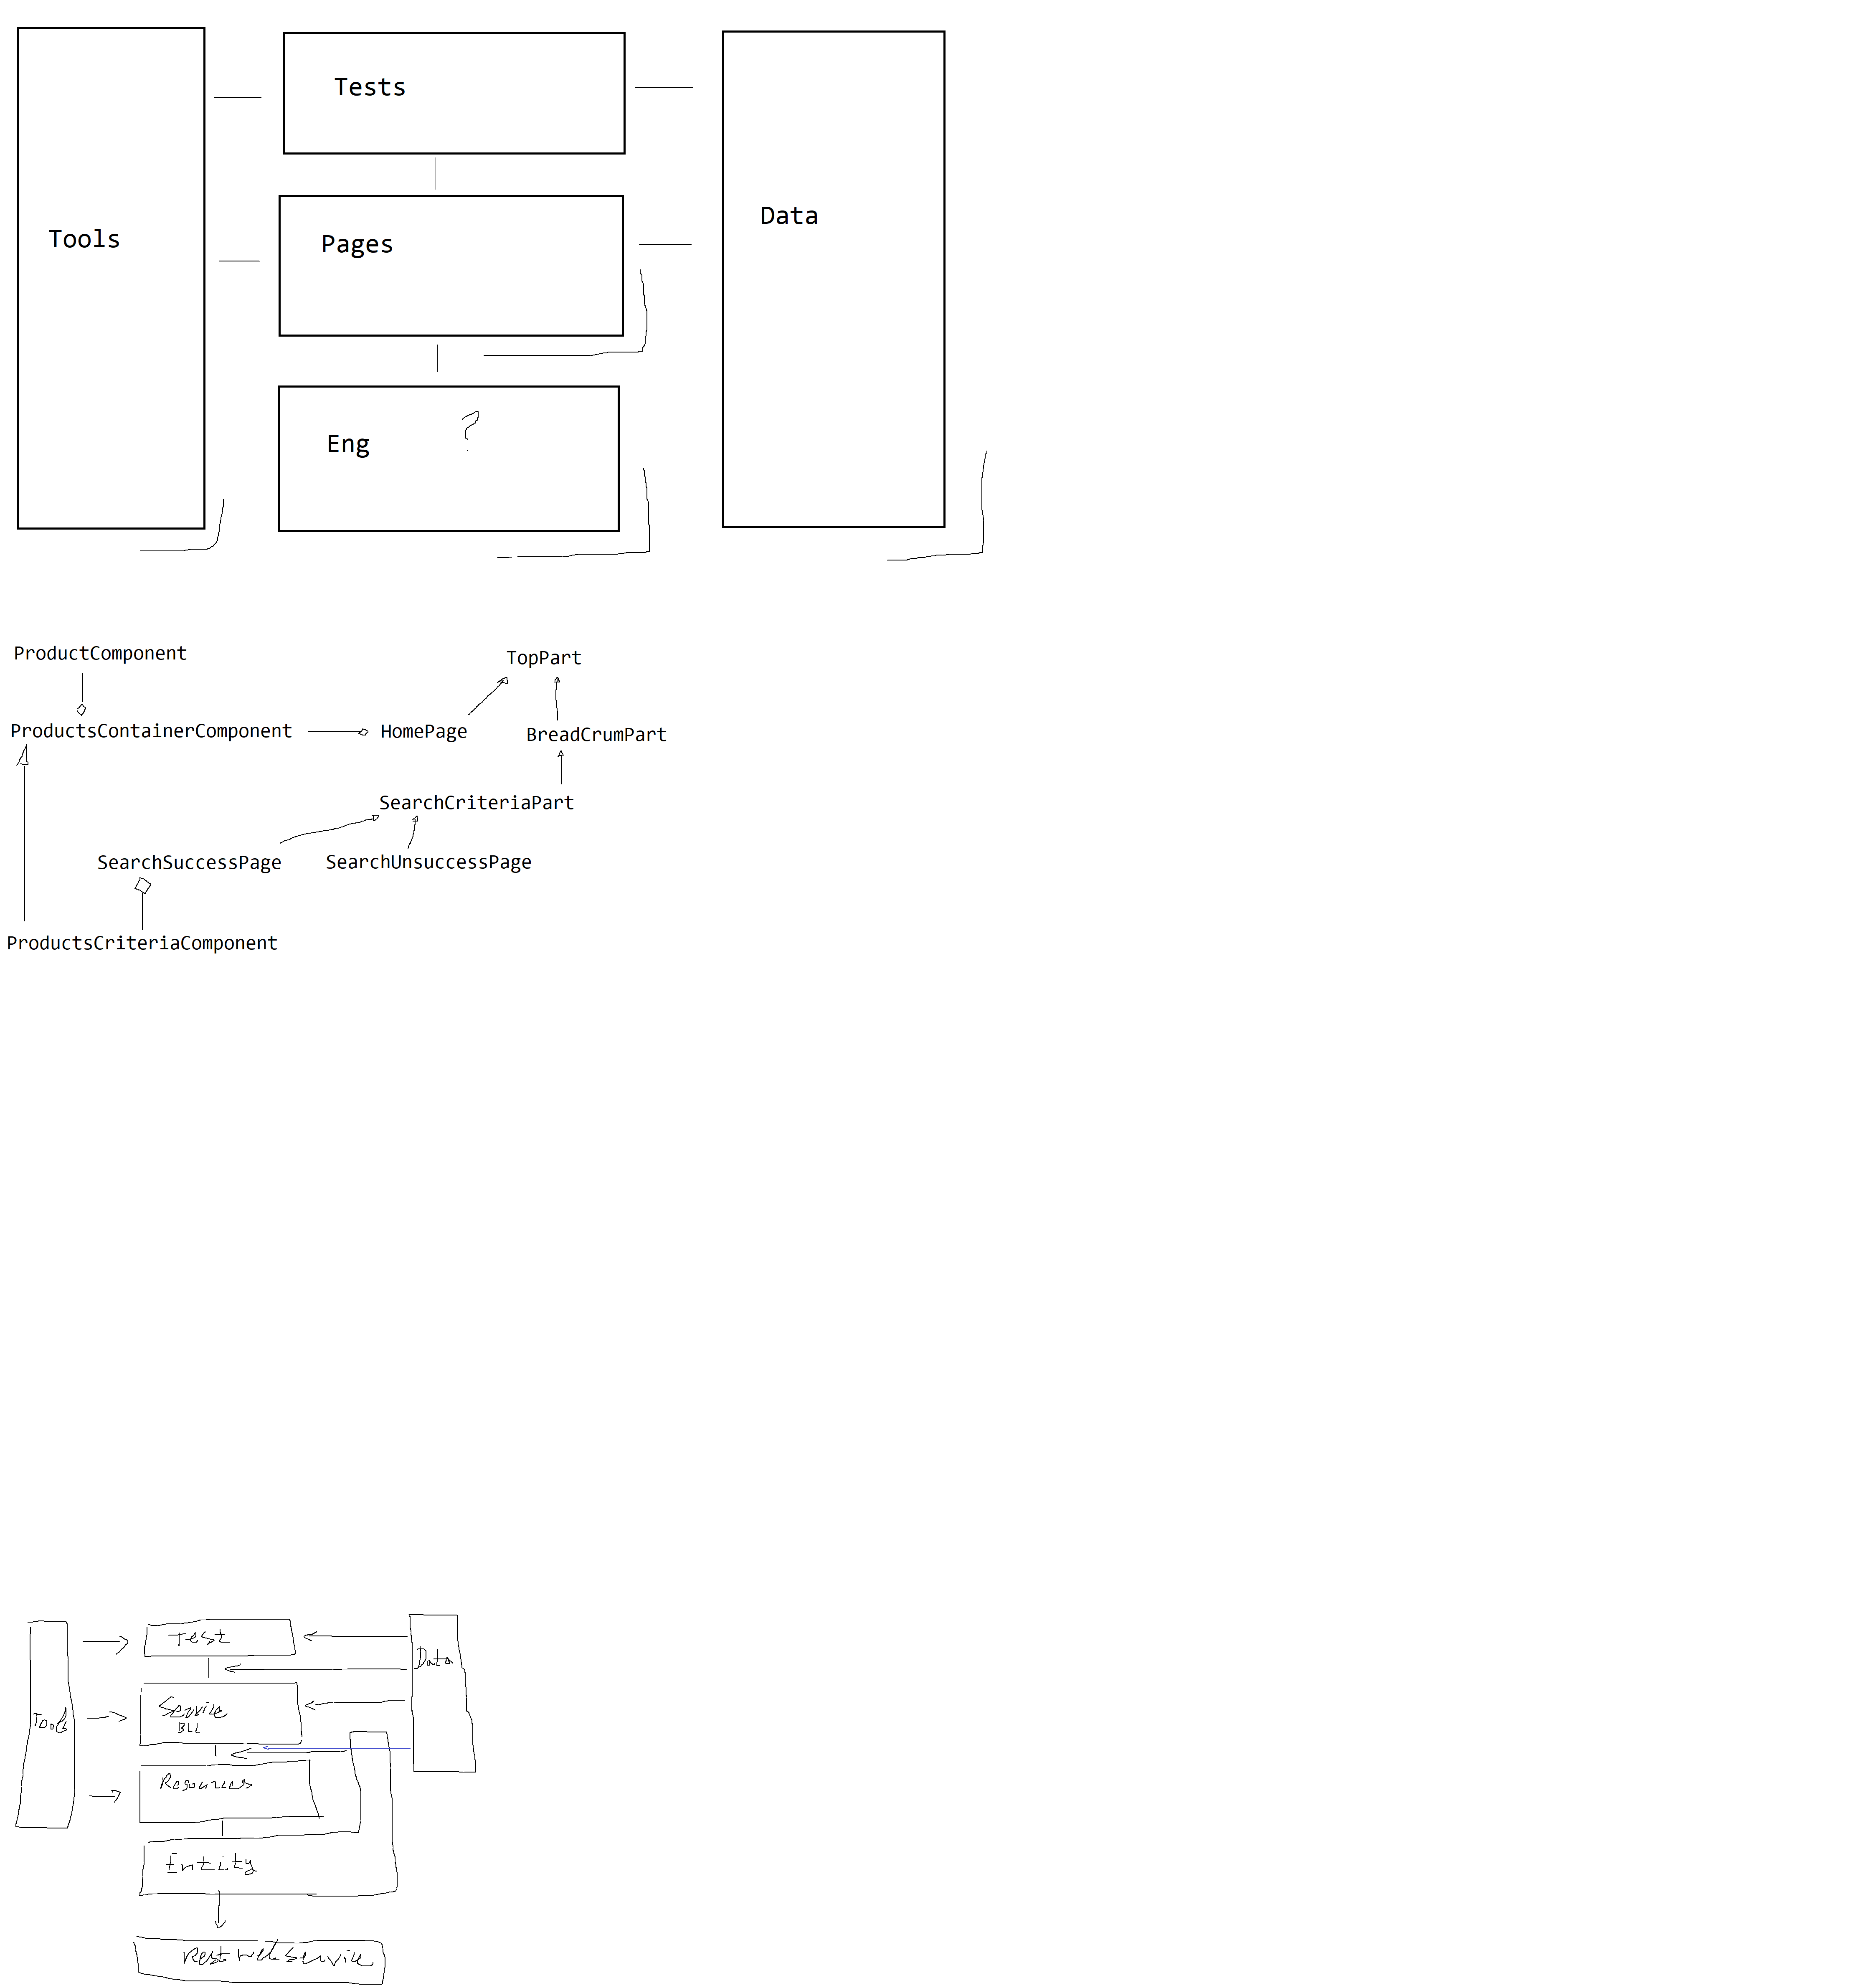 Tests
Data
Tools
Pages
Eng
?
ProductComponent
TopPart
ProductsContainerComponent
HomePage
BreadCrumPart
SearchCriteriaPart
SearchSuccessPage
SearchUnsuccessPage
ProductsCriteriaComponent
Test
Data
Service
BLL
Tools
Resources
Entity
Rest Web Service